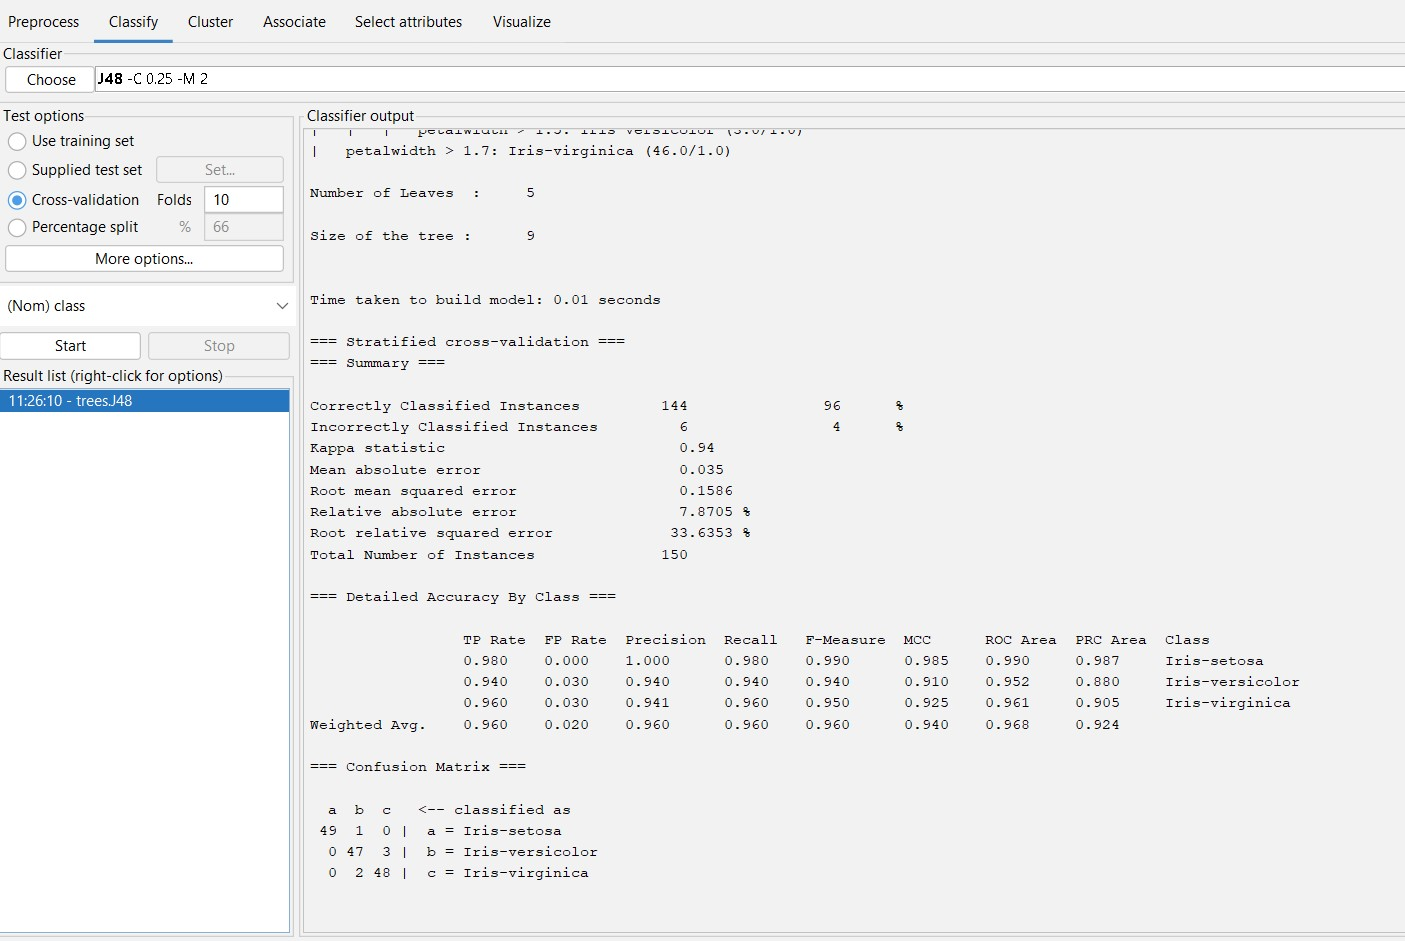 Preprocess Classify Cluster Associate Select attributes Visualize
Classifier
Choose J48 -C 0.25 -M 2
Test options
Use training set
Supplied test set Set...
Cross-validation Folds 10
Percentage split % 66
More options...
(Nom) class
Start Stop
Result list (right-click for options)
11:26:10 - trees.J48
Classifier output
| | | petalwidth > 1.5: Iris-versicolor (3.0/1.0)
| petalwidth > 1.7: Iris-virginica (46.0/1.0)
Number of Leaves : 5
Size of the tree : 9
Time taken to build model: 0.01 seconds
=== Stratified cross-validation ===
=== Summary ===
Correctly Classified Instances 144 96 %
Incorrectly Classified Instances 6 4 %
Kappa statistic 0.94
Mean absolute error 0.035
Root mean squared error 0.1586
Relative absolute error 7.8705 %
Root relative squared error 33.6353 %
Total Number of Instances 150
=== Detailed Accuracy By Class ===
TP Rate FP Rate Precision Recall F-Measure MCC ROC Area PRC Area Class
0.980 0.000 1.000 0.980 0.990 0.985 0.990 0.987 Iris-setosa
0.940 0.030 0.940 0.940 0.940 0.910 0.952 0.880 Iris-versicolor
0.960 0.030 0.941 0.960 0.950 0.925 0.961 0.905 Iris-virginica
Weighted Avg. 0.960 0.020 0.960 0.960 0.960 0.940 0.968 0.924
=== Confusion Matrix ===
a b c <-- classified as
49 1 0 | a = Iris-setosa
0 47 3 | b = Iris-versicolor
0 2 48 | c = Iris-virginica